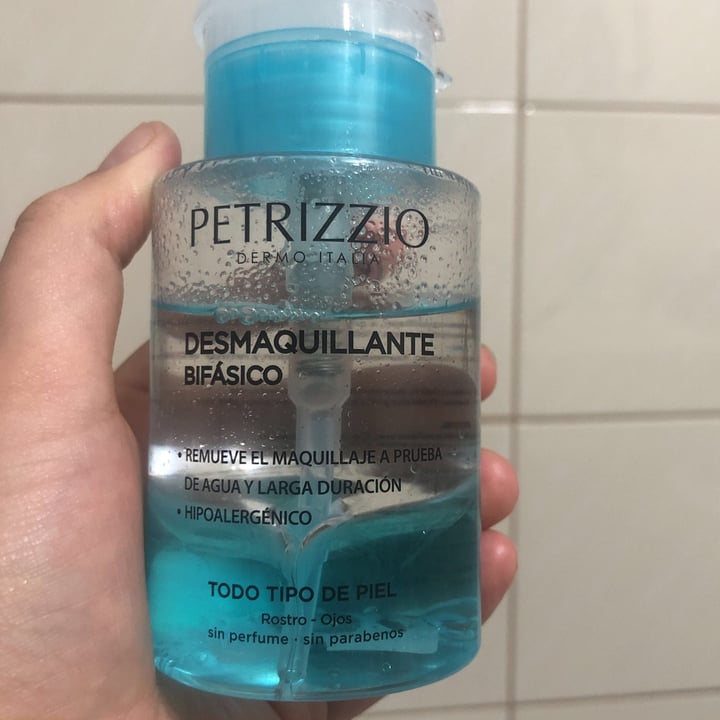 PETRIZZIO
DERMO ITALIA
DESMAQUILLANTE
BIFÁSICO
• REMUEVE EL MAQUILLAJE A PRUEBA
DE AGUA Y LARGA DURACIÓN
• HIPOALERGÉNICO
TODO TIPO DE PIEL
Rostro - Ojos
sin perfume · sin parabenos